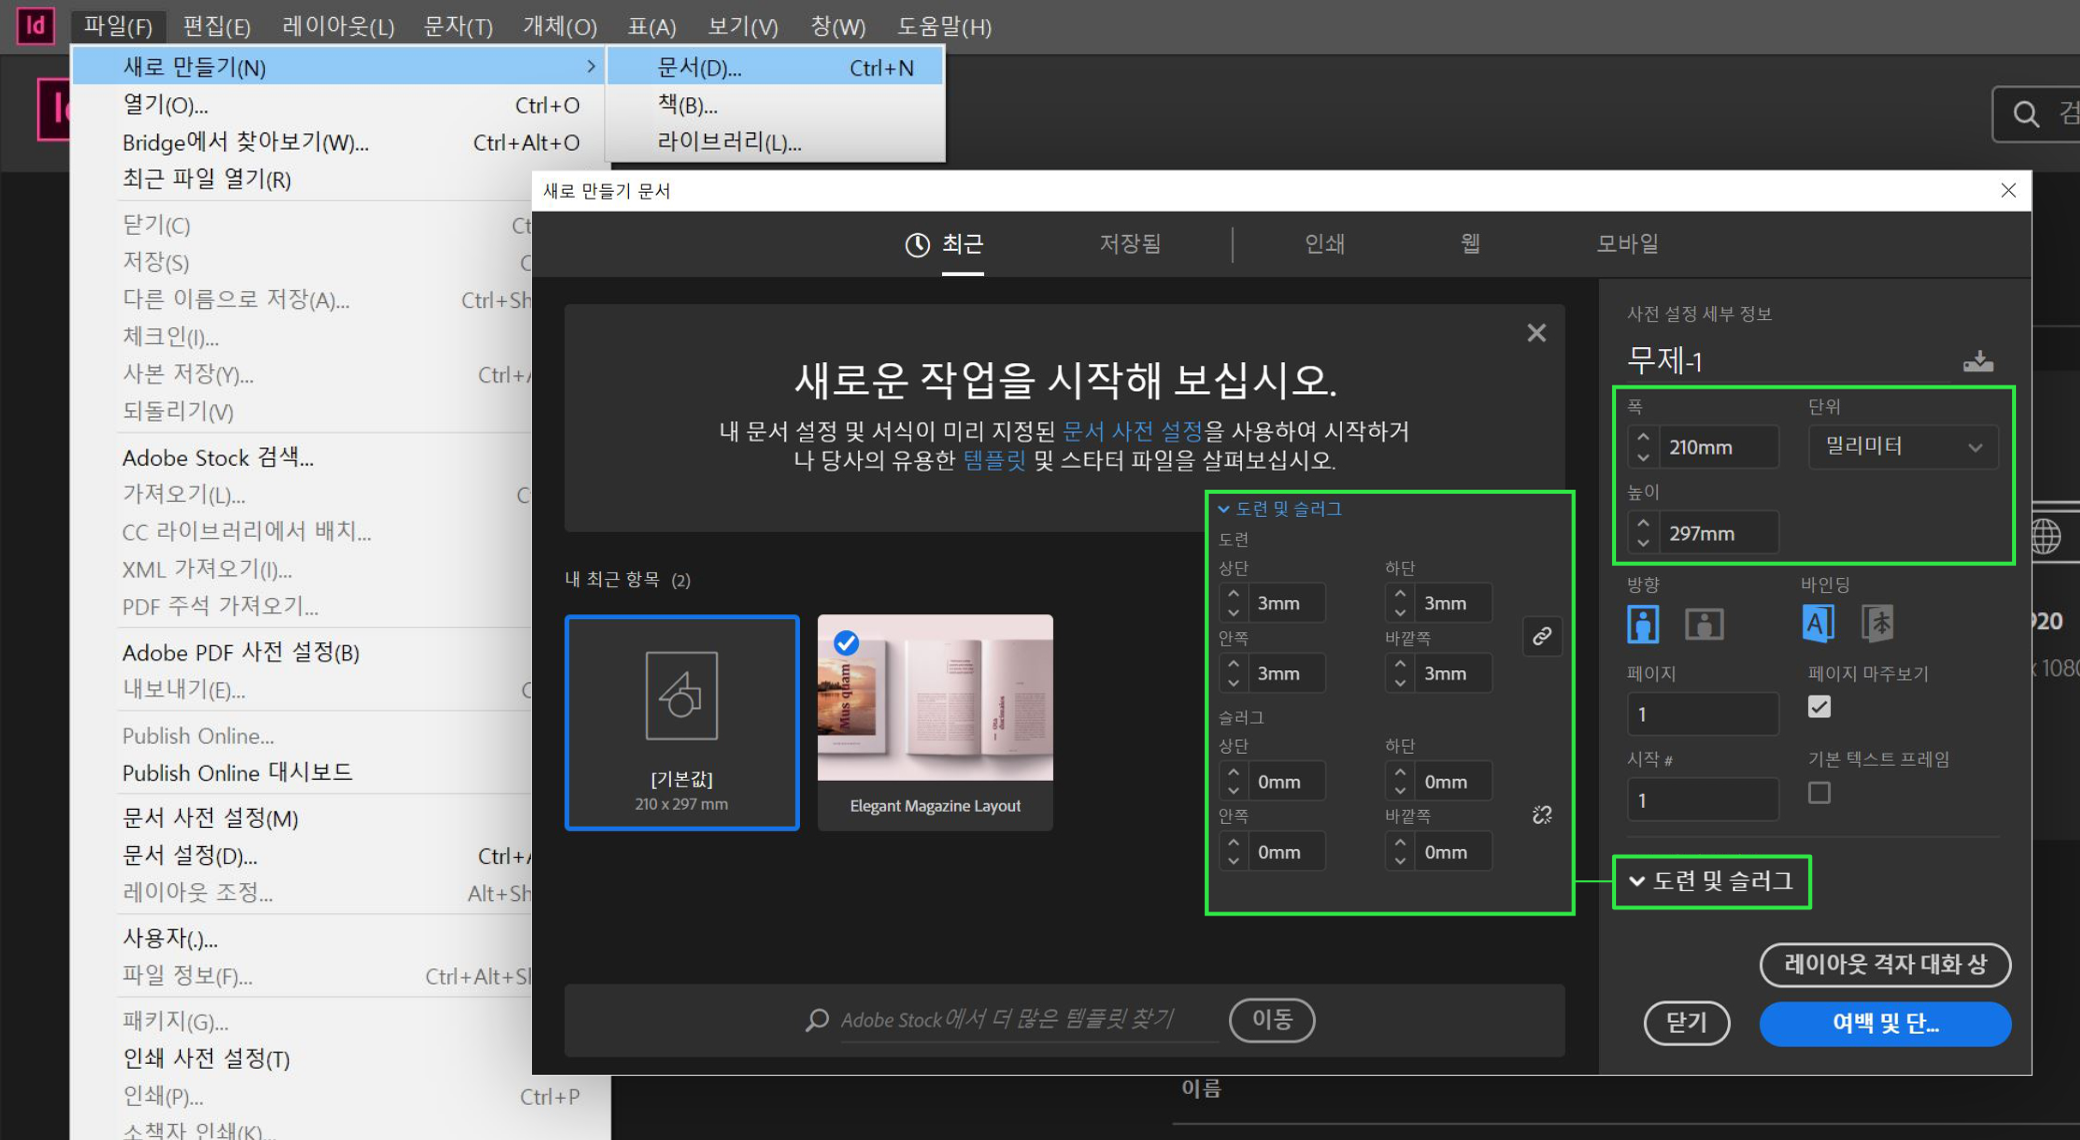 Id
파일(F) 편집(E) 레이아웃(L) 문자(T) 개체(O) 표(A) 보기(V) 창(W) 도움말(H)
새로 만들기(N)
열기(O)... Ctrl+O
Bridge에서 찾아보기(W)... Ctrl+Alt+O
최근 파일 열기(R)
닫기(C)
저장(S)
다른 이름으로 저장(A)...
체크인(I)...
사본 저장(Y)...
되돌리기(V)
Adobe Stock 검색...
가져오기(L)...
CC 라이브러리에서 배치...
XML 가져오기(I)...
PDF 주석 가져오기...
Adobe PDF 사전 설정(B)
내보내기(E)...
Publish Online...
Publish Online 대시보드
문서 사전 설정(M)
문서 설정(D)...
레이아웃 조정...
사용자(.)...
파일 정보(F)...
패키지(G)...
인쇄 사전 설정(T)
인쇄(P)... Ctrl+P
소책자 인쇄(K)...
문서(D)... Ctrl+N
책(B)...
라이브러리(L)...
새로 만들기 문서
최근 저장됨 인쇄 웹 모바일
새로운 작업을 시작해 보십시오.
내 문서 설정 및 서식이 미리 지정된 문서 사전 설정을 사용하여 시작하거
나 당사의 유용한 템플릿 및 스타터 파일을 살펴보십시오.
내 최근 항목 (2)
[기본값]
210 x 297 mm
Mus quam
Elegant Magazine Layout
도련 및 슬러그
도련
상단 하단
3mm 3mm
안쪽 바깥쪽
3mm 3mm
슬러그
상단 하단
0mm 0mm
안쪽 바깥쪽
0mm 0mm
Adobe Stock에서 더 많은 템플릿 찾기 이동
사전 설정 세부 정보
무제-1
폭 단위
210mm 밀리미터
높이
297mm
방향 바인딩
페이지 페이지 마주보기
1
시작 # 기본 텍스트 프레임
1
도련 및 슬러그
레이아웃 격자 대화 상
닫기 여백 및 단...
이름